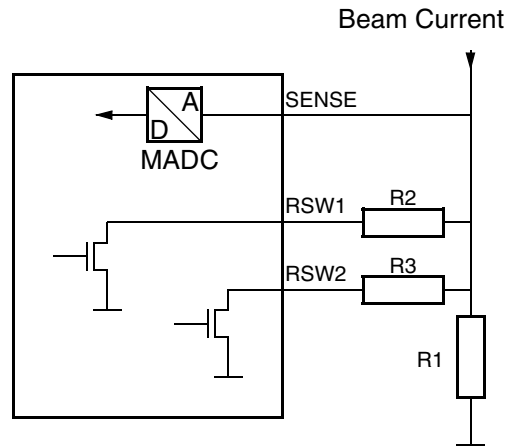 Beam Current
A
D
SENSE
MADC
RSW1
R2
RSW2
R3
R1